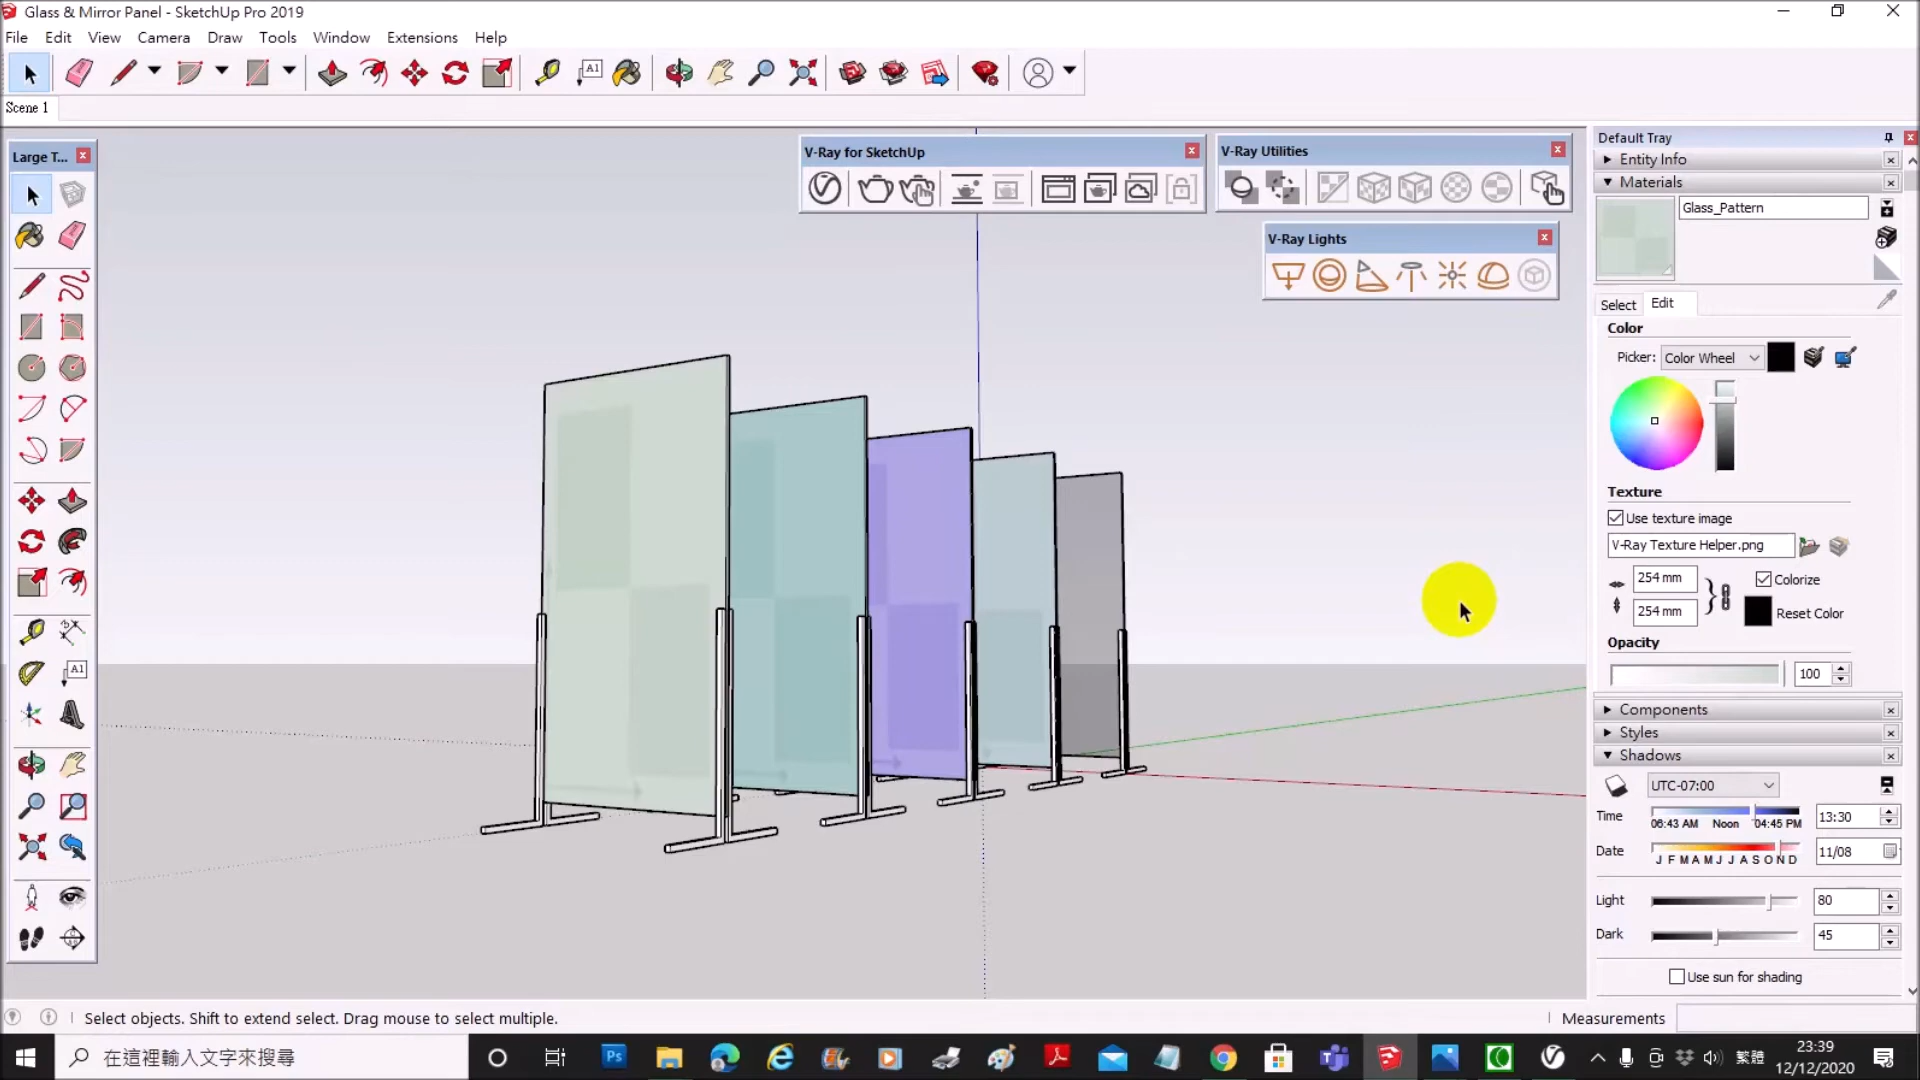 Glass & Mirror Panel - SketchUp Pro 2019
File Edit View Camera Draw Tools Window Extensions Help
A1
Scene 1
Large T...
V-Ray for SketchUp
V-Ray Utilities
V-Ray Lights
A1
Default Tray
Entity Info
Materials
Glass_Pattern
Select Edit
Color
Picker: Color Wheel
Texture
Use texture image
V-Ray Texture Helper.png
254 mm
Colorize
254 mm
Reset Color
Opacity
100
Components
Styles
Shadows
UTC-07:00
Time
06:43 AM Noon 04:45 PM
13:30
Date
J F M A M J J A S O N D
11/08
Light
80
Dark
45
Use sun for shading
Select objects. Shift to extend select. Drag mouse to select multiple.
Measurements
在這裡輸入文字來搜尋
Ps
繁體
23:39
12/12/2020